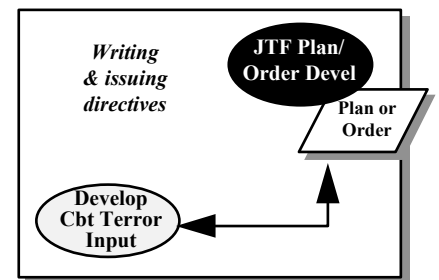 Writing
& issuing
directives
JTF Plan/
Order Devel
Plan or
Order
Develop
Cbt Terror
Input